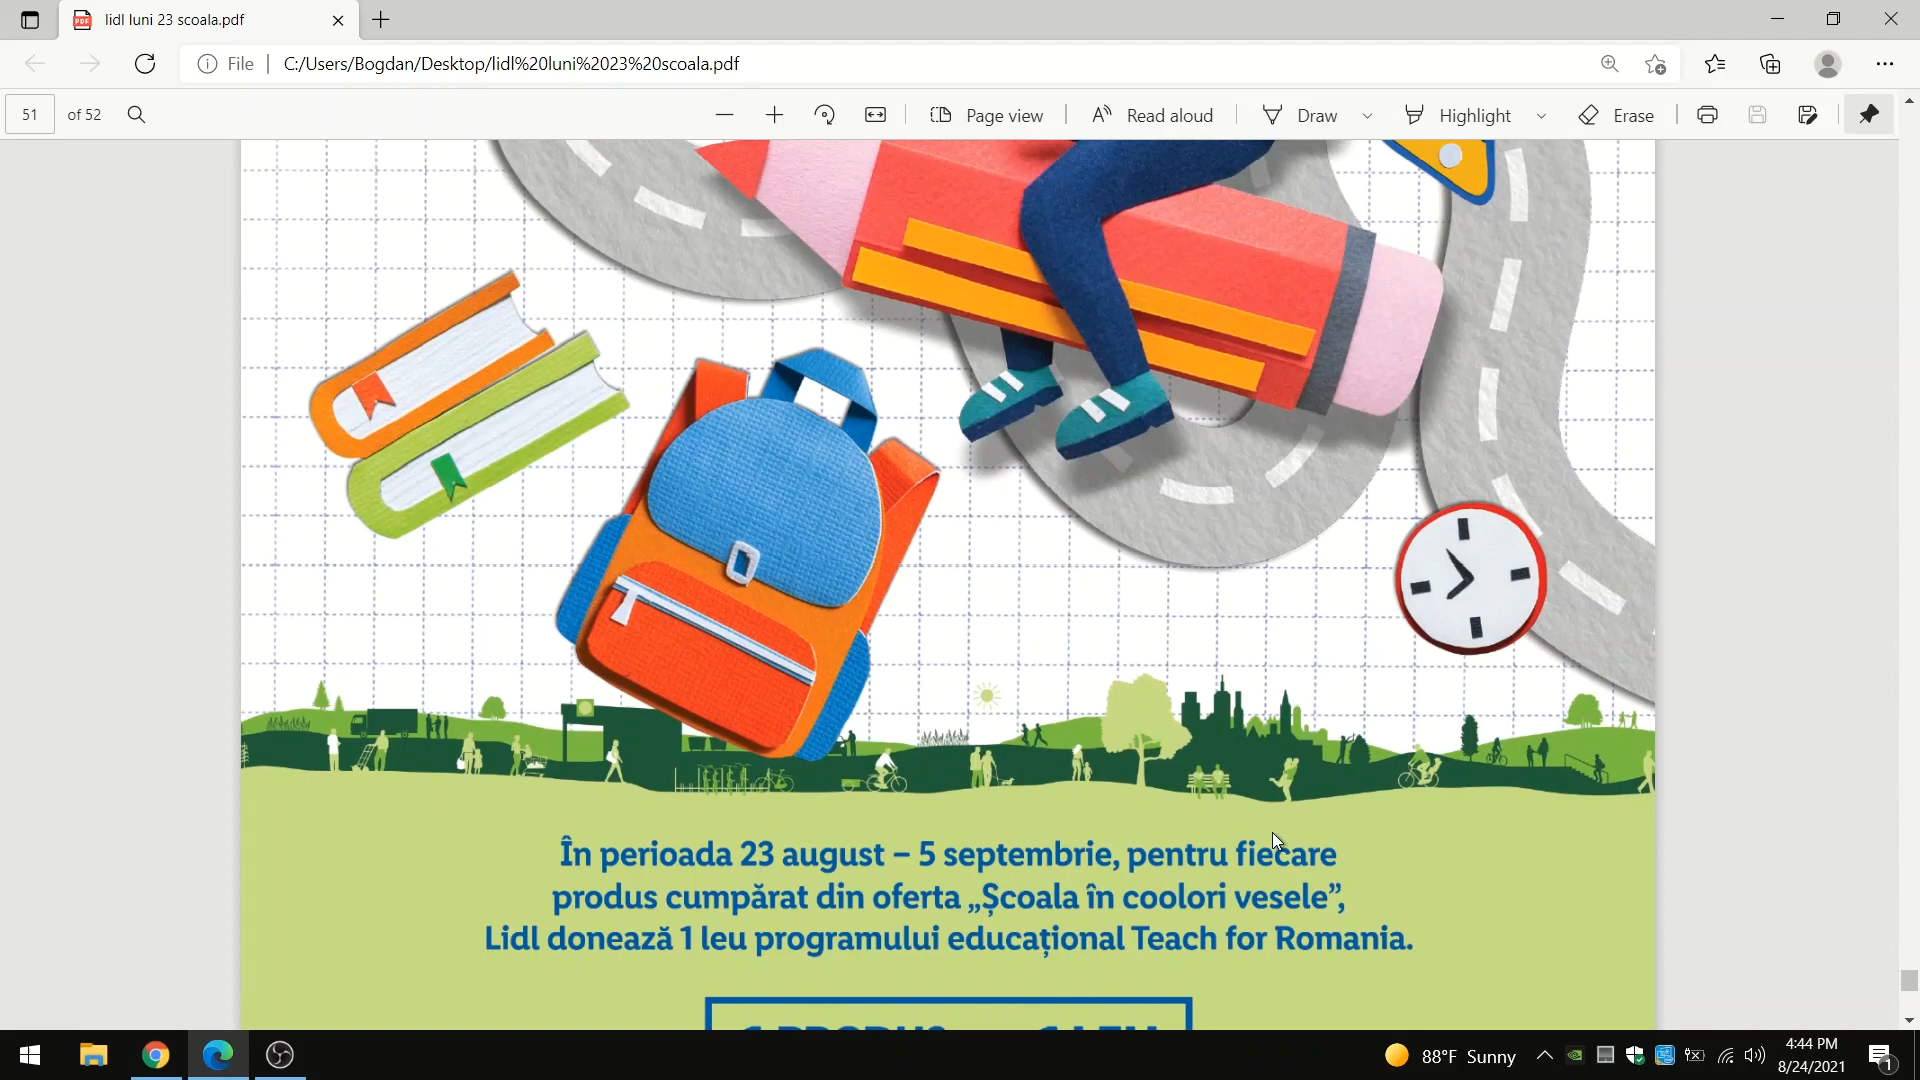 lidl luni 23 scoala.pdf
File
C:/Users/Bogdan/Desktop/lidl%20luni%2023%20scoala.pdf
51 of 52
Page view
Read aloud
Draw
Highlight
Erase
În perioada 23 august – 5 septembrie, pentru fiecare
produs cumpărat din oferta „Școala în coolori vesele”,
Lidl donează 1 leu programului educațional Teach for Romania.
88°F Sunny
4:44 PM
8/24/2021
1